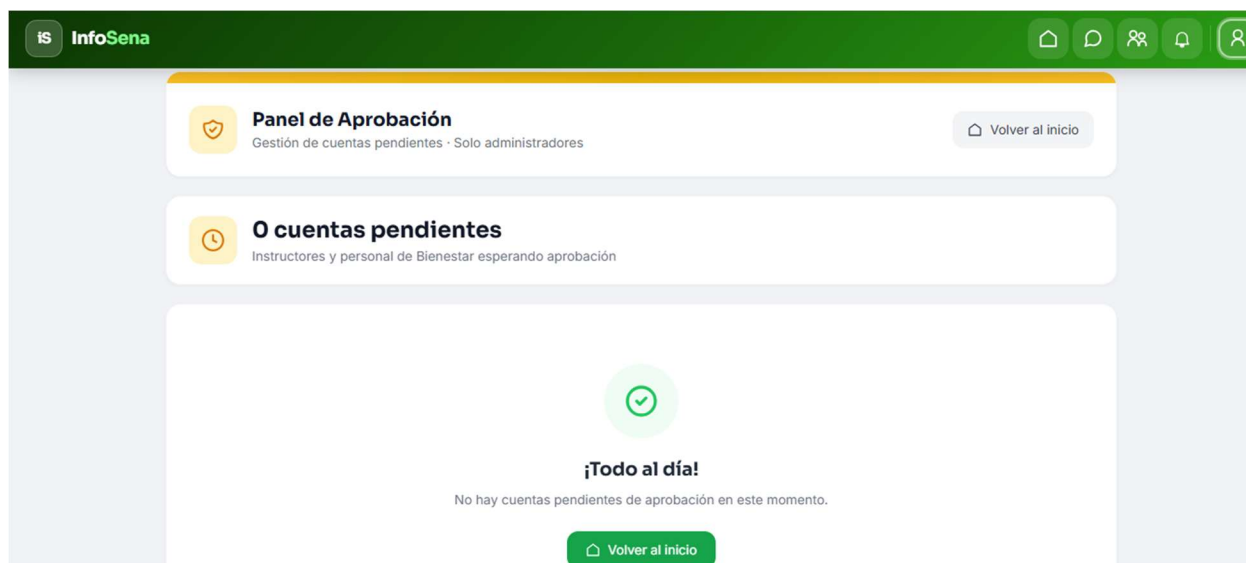 iS InfoSena
Panel de Aprobación
Gestión de cuentas pendientes · Solo administradores
Volver al inicio
0 cuentas pendientes
Instructores y personal de Bienestar esperando aprobación
¡Todo al día!
No hay cuentas pendientes de aprobación en este momento.
Volver al inicio